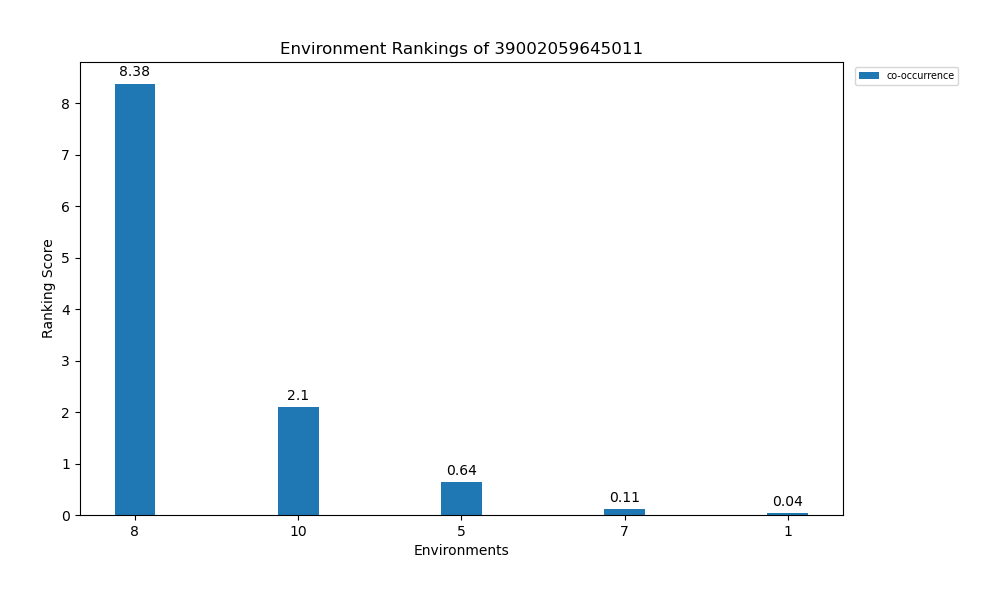 Environment Rankings of 39002059645011
co-occurrence
Ranking Score
8
7
6
5
4
3
2
1
0
8.38
2.1
0.64
0.11
0.04
8 10 5 7 1
Environments